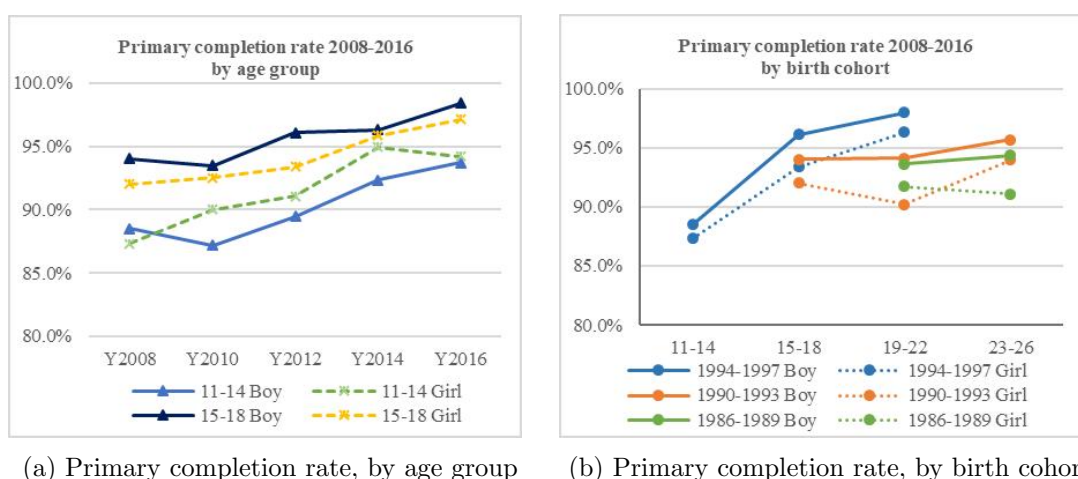 Primary completion rate 2008-2016
by age group
100.0%
95.0%
90.0%
85.0%
80.0%
Y2008 Y2010 Y2012 Y2014 Y2016
11-14 Boy 11-14 Girl
15-18 Boy 15-18 Girl
(a) Primary completion rate, by age group
Primary completion rate 2008-2016
by birth cohort
100.0%
95.0%
90.0%
85.0%
80.0%
11-14 15-18 19-22 23-26
1994-1997 Boy 1994-1997 Girl
1990-1993 Boy 1990-1993 Girl
1986-1989 Boy 1986-1989 Girl
(b) Primary completion rate, by birth cohor